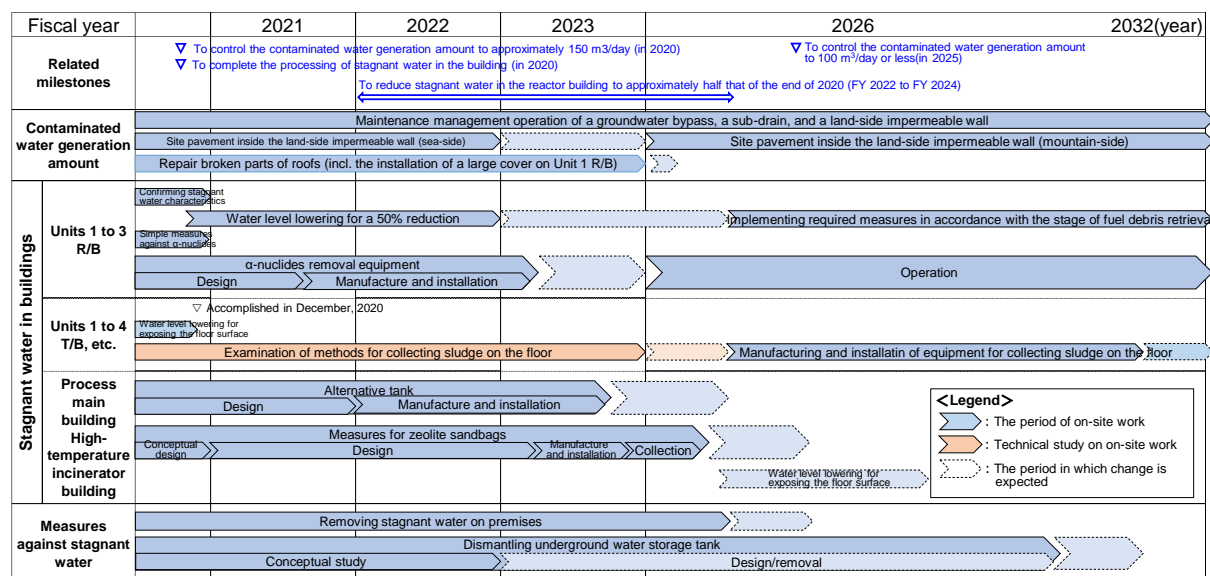 Fiscal year
2021
2022
2023
2026
2032(year)
Related
milestones
▽ To control the contaminated water generation amount to approximately 150 m3/day (in 2020)
▽ To complete the processing of stagnant water in the building (in 2020)
▽ To control the contaminated water generation amount
to 100 m³/day or less(in 2025)
To reduce stagnant water in the reactor building to approximately half that of the end of 2020 (FY 2022 to FY 2024)
Contaminated
water generation
amount
Maintenance management operation of a groundwater bypass, a sub-drain, and a land-side impermeable wall
Site pavement inside the land-side impermeable wall (sea-side)
Site pavement inside the land-side impermeable wall (mountain-side)
Repair broken parts of roofs (incl. the installation of a large cover on Unit 1 R/B)
Stagnant water in buildings
Units 1 to 3
R/B
Confirming stagnant
water characteristics
Water level lowering for a 50% reduction
Implementing required measures in accordance with the stage of fuel debris retrieval
Simple measures
against α-nuclides
α-nuclides removal equipment
Design
Manufacture and installation
Operation
Units 1 to 4
T/B, etc.
▽ Accomplished in December, 2020
Water level lowering for
exposing the floor surface
Examination of methods for collecting sludge on the floor
Manufacturing and installatin of equipment for collecting sludge on the floor
Process
main
building
High-
temperature
incinerator
building
Alternative tank
Design
Manufacture and installation
Measures for zeolite sandbags
Conceptual
design
Design
Manufacture
and installation
Collection
Water level lowering for
exposing the floor surface
<Legend>
: The period of on-site work
: Technical study on on-site work
: The period in which change is
expected
Measures
against stagnant
water
Removing stagnant water on premises
Dismantling underground water storage tank
Conceptual study
Design/removal